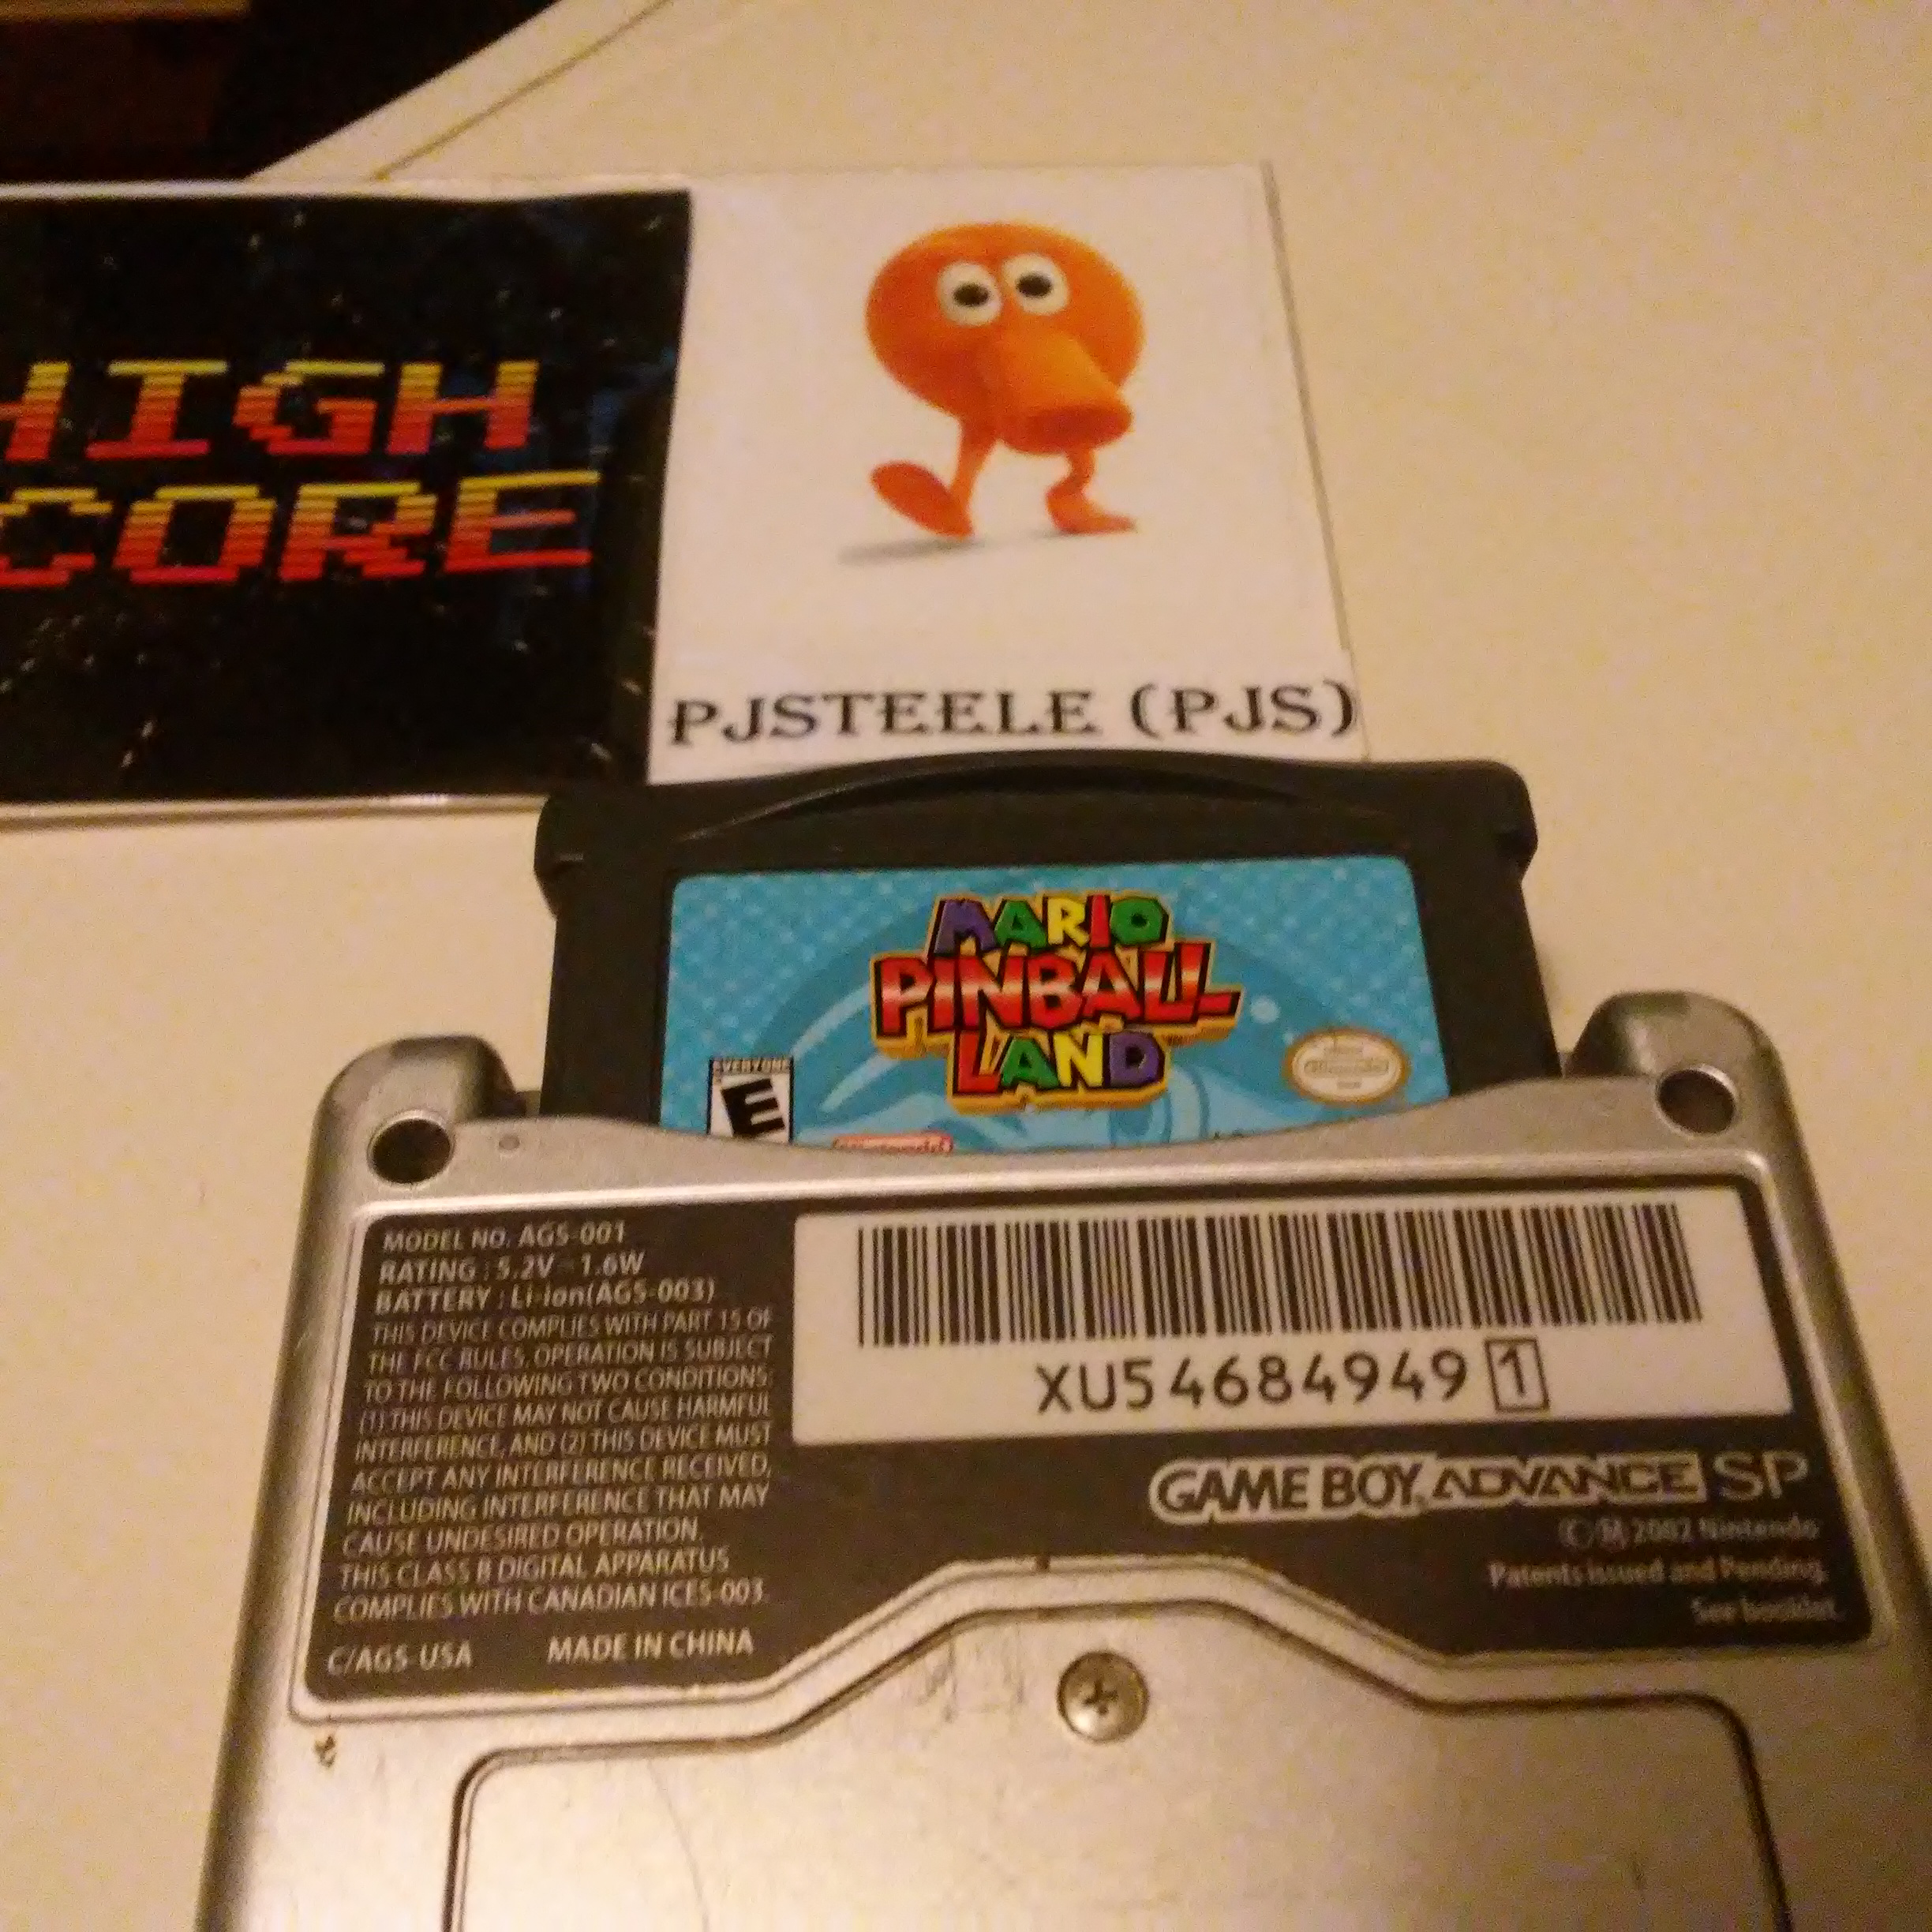 HIGH
CORE
PJSTEELE (PJS)
MARIO
PINBALL
LAND
EVERYONE
E
Nintendo
MODEL NO. AGS-001
RATING : 5.2V 1.6W
BATTERY : Li-ion(AGS-003)
THIS DEVICE COMPLIES WITH PART 15 OF
THE FCC RULES. OPERATION IS SUBJECT
TO THE FOLLOWING TWO CONDITIONS:
(1) THIS DEVICE MAY NOT CAUSE HARMFUL
INTERFERENCE, AND (2) THIS DEVICE MUST
ACCEPT ANY INTERFERENCE RECEIVED,
INCLUDING INTERFERENCE THAT MAY
CAUSE UNDESIRED OPERATION.
THIS CLASS B DIGITAL APPARATUS
COMPLIES WITH CANADIAN ICES-003.
C/AGS-USA MADE IN CHINA
XU54684949 1
GAME BOY ADVANCE SP
©Ⓜ 2002 Nintendo
Patents issued and Pending.
See booklet.